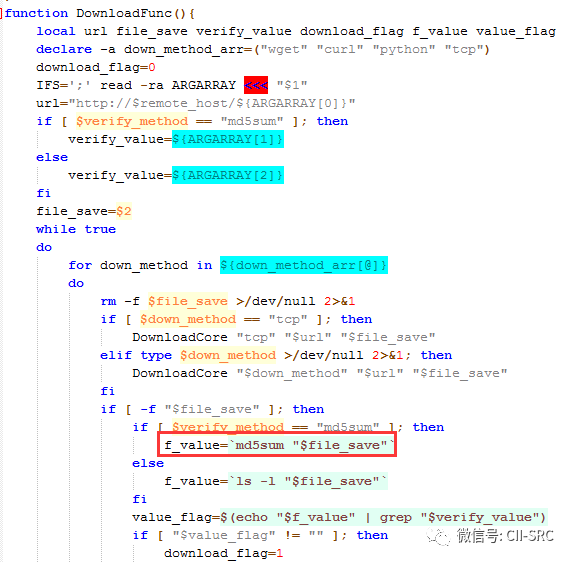 function DownloadFunc(){
local url file_save verify_value download_flag f_value value_flag
declare -a down_method_arr=("wget" "curl" "python" "tcp")
download_flag=0
IFS=';' read -ra ARGARRAY <<< "$1"
url="http://$remote_host/${ARGARRAY[0]}"
if [ $verify_method == "md5sum" ]; then
verify_value=${ARGARRAY[1]}
else
verify_value=${ARGARRAY[2]}
fi
file_save=$2
while true
do
for down_method in ${down_method_arr[@]}
do
rm -f $file_save >/dev/null 2>&1
if [ $down_method == "tcp" ]; then
DownloadCore "tcp" "$url" "$file_save"
elif type $down_method >/dev/null 2>&1; then
DownloadCore "$down_method" "$url" "$file_save"
fi
if [ -f "$file_save" ]; then
if [ $verify_method == "md5sum" ]; then
f_value=`md5sum "$file_save"`
else
f_value=`ls -l "$file_save"`
fi
value_flag=$(echo "$f_value" | grep "$verify_value")
if [ "$value_flag" != "" ]; then
download_flag=1
微信号: CII-SRC